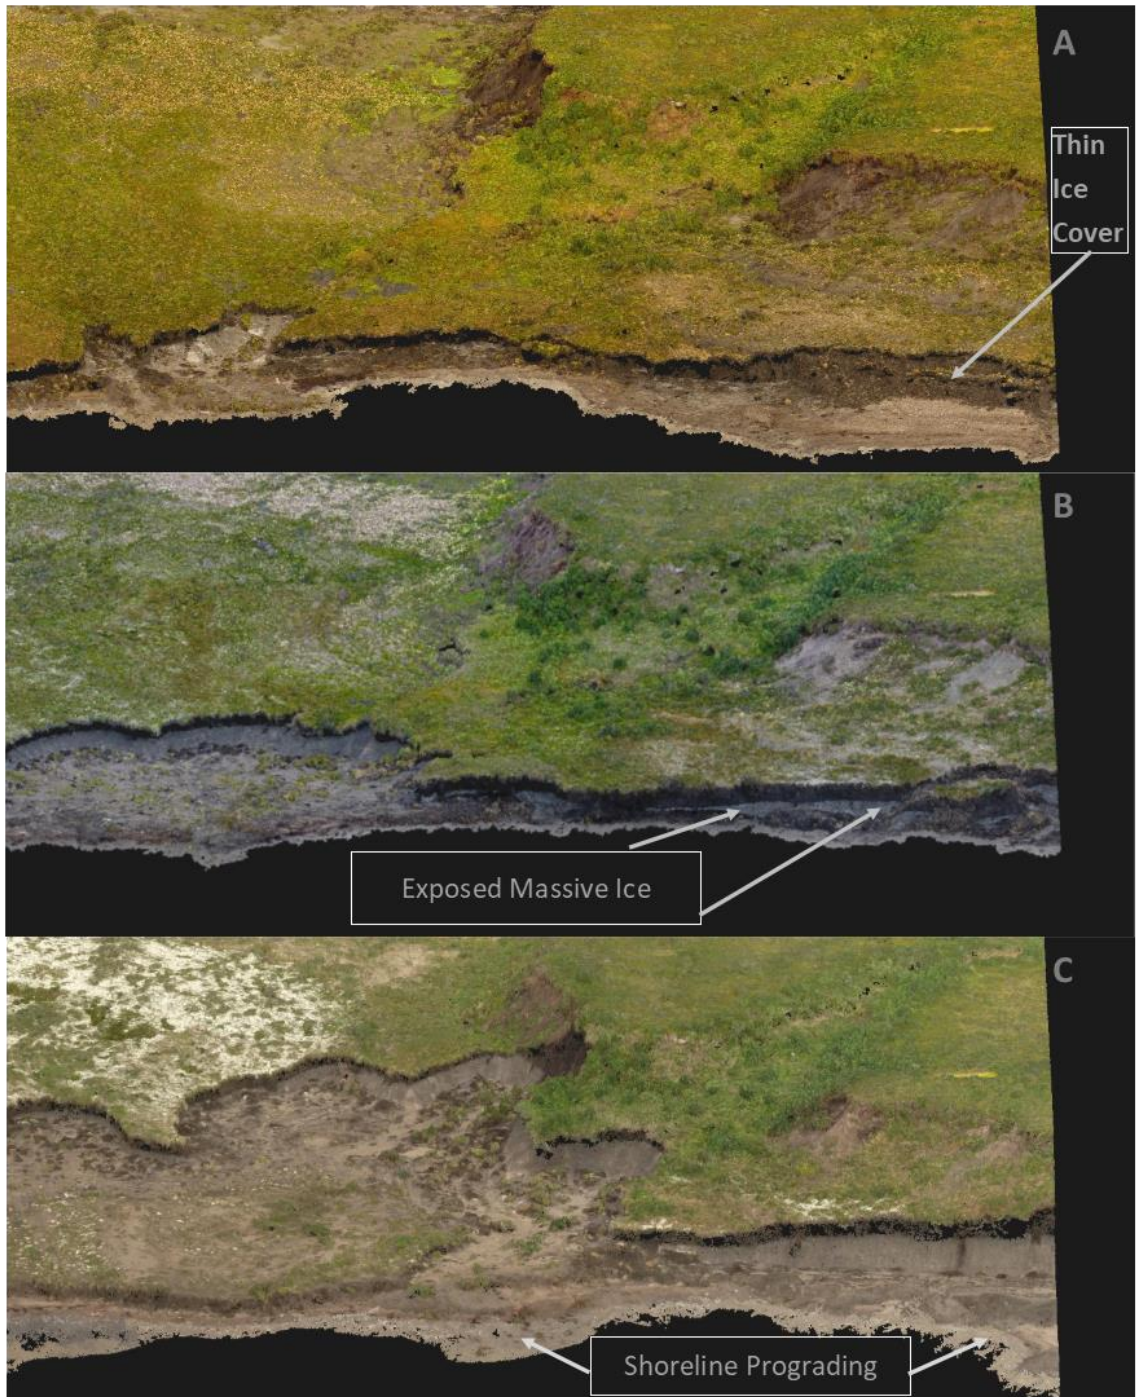 A
Thin
Ice
Cover
B
Exposed Massive Ice
C
Shoreline Prograding